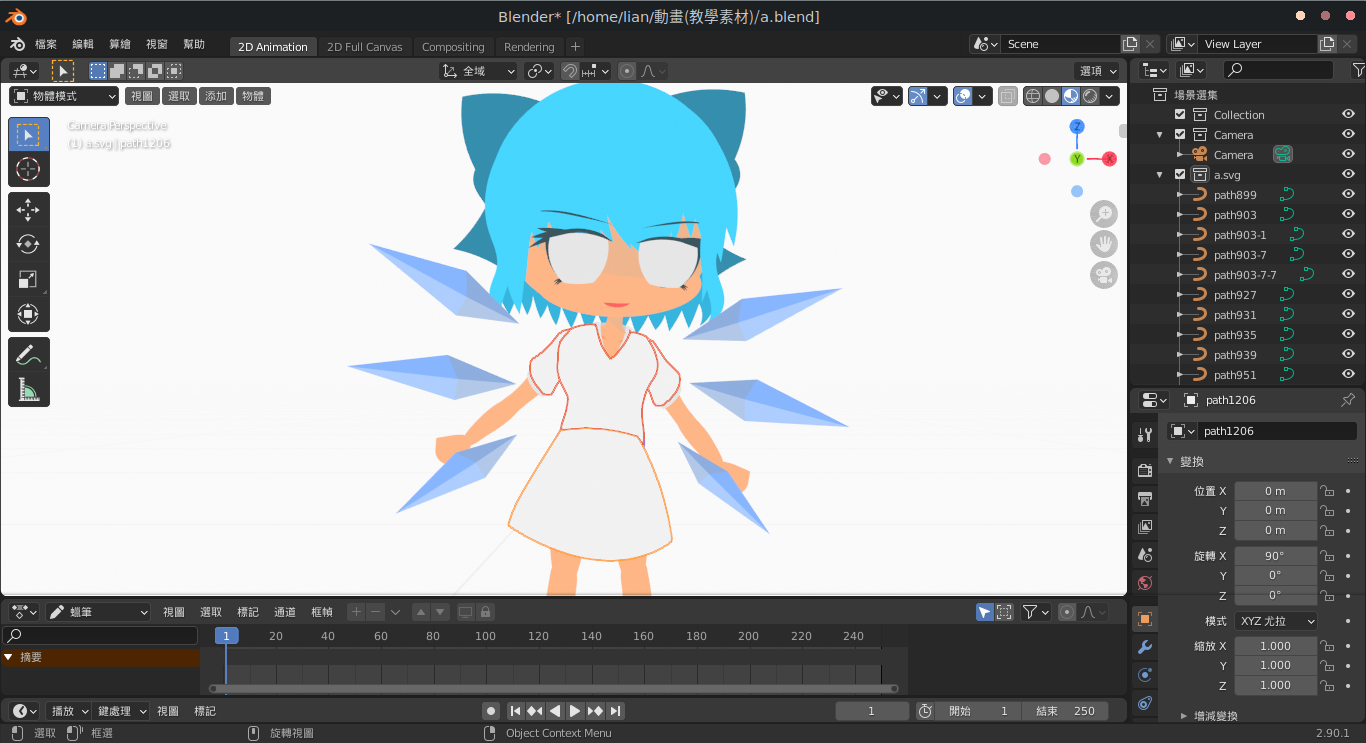 Blender* [/home/lian/動畫(教學素材)/a.blend]
檔案 編輯 算繪 視窗 幫助 2D Animation 2D Full Canvas Compositing Rendering + Scene View Layer
全域 選項
物體模式 視圖 選取 添加 物體
Camera Perspective
(1) a.svg | path1206
Z
Y X
場景選集
Collection
Camera
Camera
a.svg
path899
path903
path903-1
path903-7
path903-7-7
path927
path931
path935
path939
path951
path1206
path1206
變換
位置 X 0 m
Y 0 m
Z 0 m
旋轉 X 90°
Y 0°
Z 0°
模式 XYZ 尤拉
縮放 X 1.000
Y 1.000
Z 1.000
增減變換
蠟筆 視圖 選取 標記 通道 框幀
1 20 40 60 80 100 120 140 160 180 200 220 240
摘要
播放 鍵處理 視圖 標記 1 開始 1 結束 250
選取 框選 旋轉視圖 Object Context Menu 2.90.1